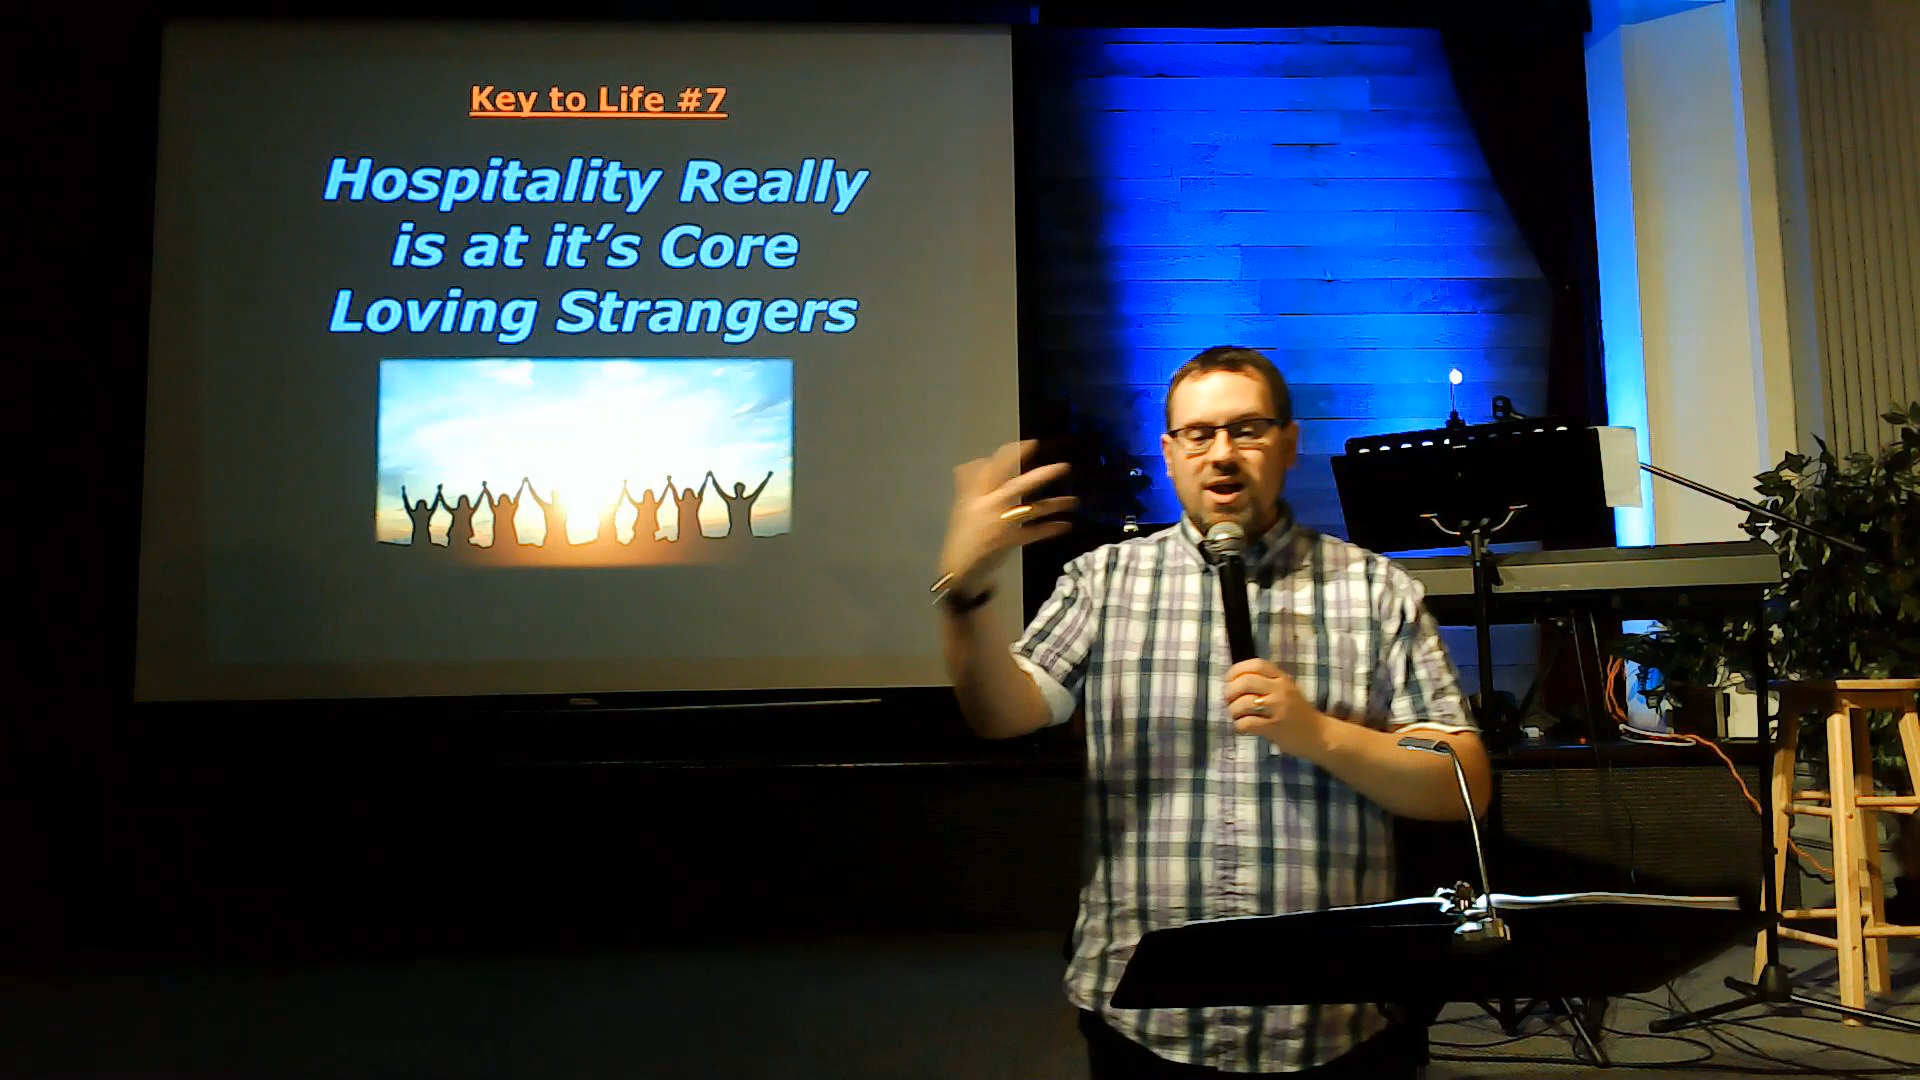 Key to Life #7
Hospitality Really
is at it’s Core
Loving Strangers